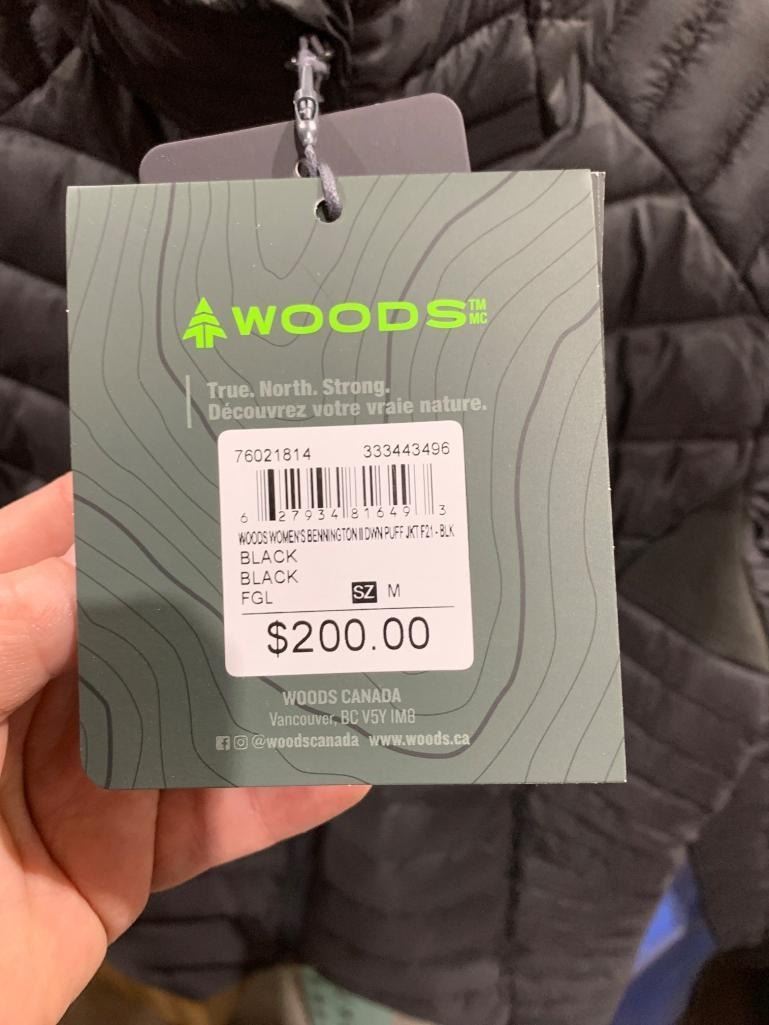 WOODS TM MC
True. North. Strong.
Découvrez votre vraie nature.
76021814 333443496
6 27934 81649 3
WOODS WOMEN'S BENNINGTON II DWN PUFF JKT F21 - BLK
BLACK
BLACK
FGL SZ M
$200.00
WOODS CANADA
Vancouver, BC V5Y 1M8
@woodscanada www.woods.ca